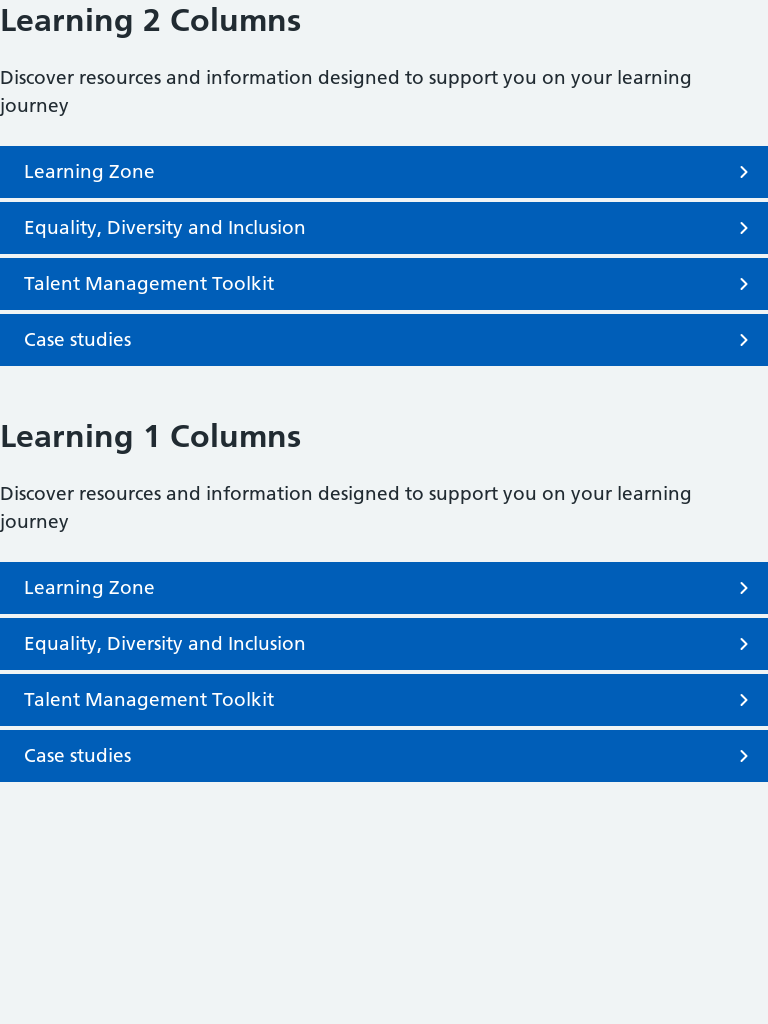 Learning 2 Columns
Discover resources and information designed to support you on your learning
journey
Learning Zone
Equality, Diversity and Inclusion
Talent Management Toolkit
Case studies
Learning 1 Columns
Discover resources and information designed to support you on your learning
journey
Learning Zone
Equality, Diversity and Inclusion
Talent Management Toolkit
Case studies